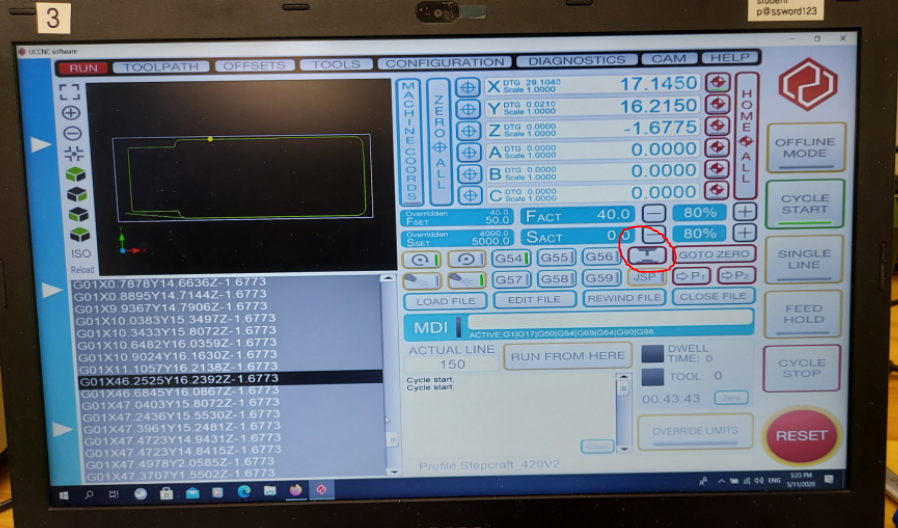 3
student
p@ssword123
UCCNC software
RUN TOOLPATH OFFSETS TOOLS CONFIGURATION DIAGNOSTICS CAM HELP
MACHINE COORDS
ZERO ALL
X DTG 29.1040 Scale 1.0000 17.1450
Y DTG 0.0210 Scale 1.0000 16.2150
Z DTG 0.0000 Scale 1.0000 -1.6775
A DTG 0.0000 Scale 1.0000 0.0000
B DTG 0.0000 Scale 1.0000 0.0000
C DTG 0.0000 Scale 1.0000 0.0000
HOME ALL
Overridden 40.0
FSET 50.0
FACT 40.0 80%
Overridden 4000.0
SSET 5000.0
SACT 0.0 80%
G54 G55 G56 GOTO ZERO
G57 G58 G59 JSP P1 P2
LOAD FILE EDIT FILE REWIND FILE CLOSE FILE
MDI
ACTIVE:G1|G17|G50|G54|G69|G64|G90|G98
ACTUAL LINE
150
RUN FROM HERE
DWELL
TIME: 0
TOOL: 0
00:43:43 Zero
Cycle start.
Cycle start.
Clear
OVERRIDE LIMITS
Profile:Stepcraft_420V2
OFFLINE
MODE
CYCLE
START
SINGLE
LINE
FEED
HOLD
CYCLE
STOP
RESET
Y
ISO
Reload
G01X0.7878Y14.6636Z-1.6773
G01X0.8895Y14.7144Z-1.6773
G01X9.9367Y14.7906Z-1.6773
G01X10.0383Y15.3497Z-1.6773
G01X10.3433Y15.8072Z-1.6773
G01X10.6482Y16.0359Z-1.6773
G01X10.9024Y16.1630Z-1.6773
G01X11.1057Y16.2138Z-1.6773
G01X46.2525Y16.2392Z-1.6773
G01X46.6845Y16.0867Z-1.6773
G01X47.0403Y15.8072Z-1.6773
G01X47.2436Y15.5530Z-1.6773
G01X47.3961Y15.2481Z-1.6773
G01X47.4723Y14.9431Z-1.6773
G01X47.4723Y14.8415Z-1.6773
G01X47.4978Y2.0585Z-1.6773
G01X47.3707Y1.5502Z-1.6773
ENG
5:23 PM
5/11/2020